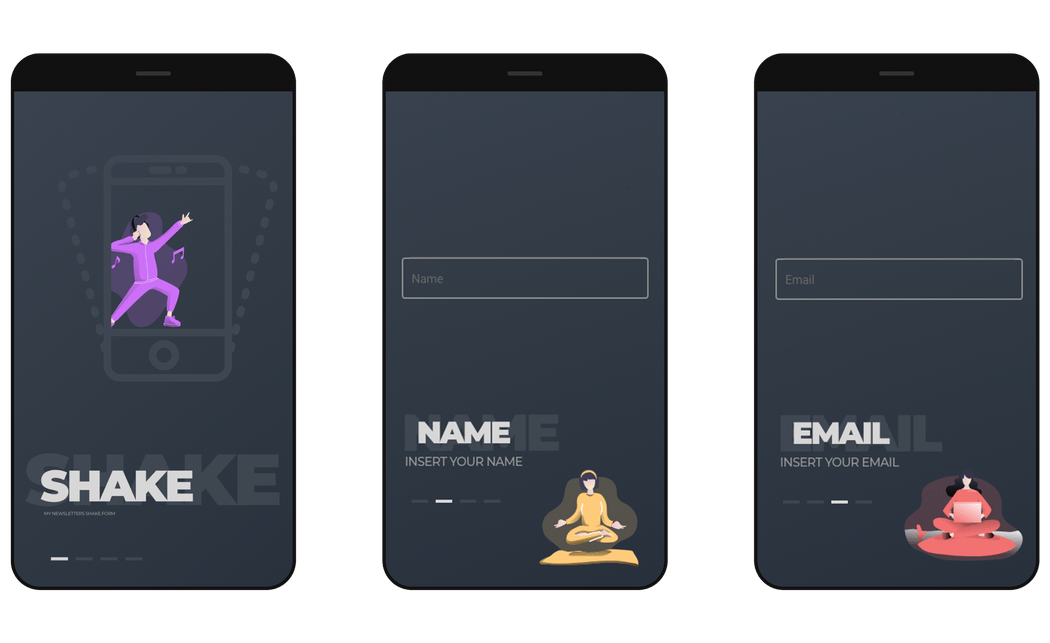 SHAKE
SHAKE
MY NEWSLETTERS SHAKE FORM
Name
NAME
NAME
INSERT YOUR NAME
Email
EMAIL
EMAIL
INSERT YOUR EMAIL